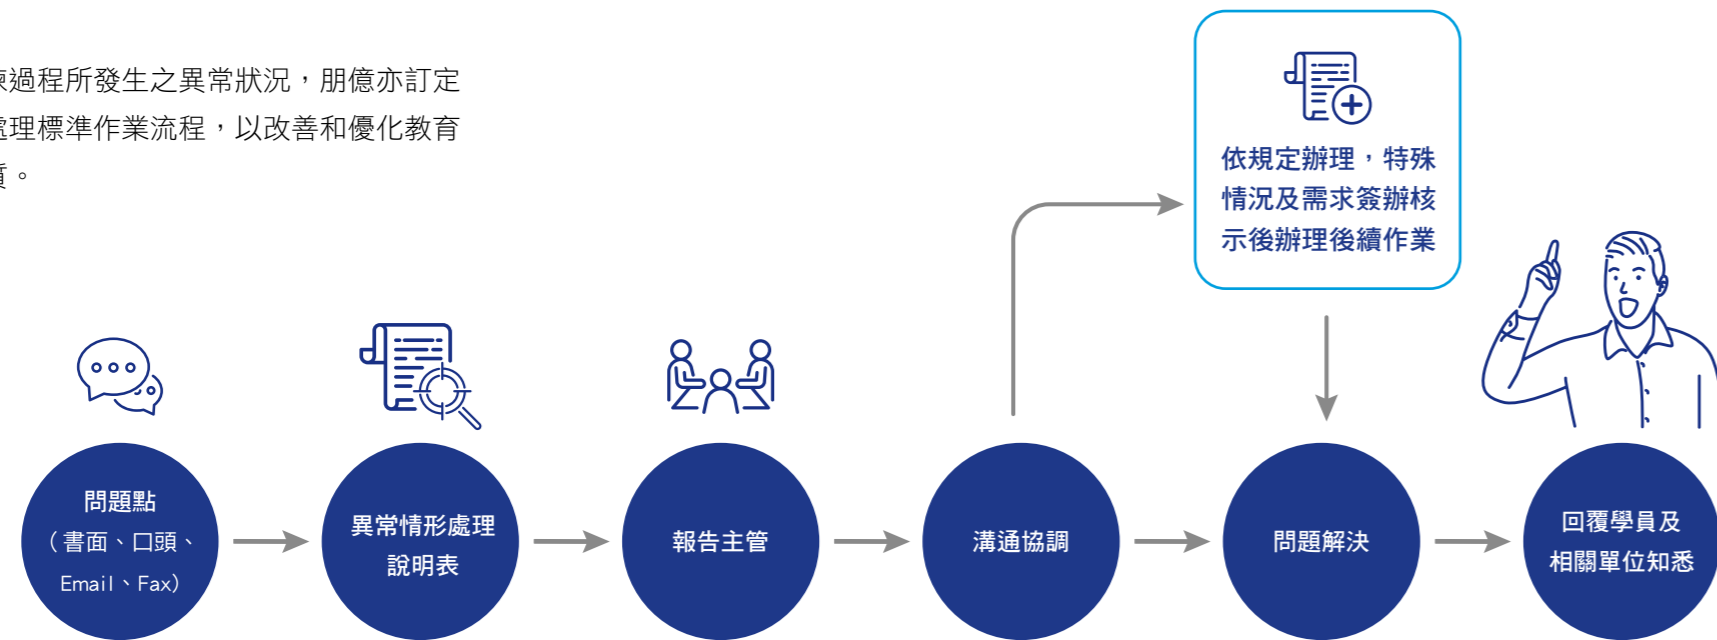 過程所發生之異常狀況,朋億亦訂定
處理標準作業流程,以改善和優化教育
。
依規定辦理,特殊
情況及需求簽辦核
示後辦理後續作業
問題點
(書面、口頭、
Email、Fax)
異常情形處理
說明表
報告主管
溝通協調
問題解決
回覆學員及
相關單位知悉